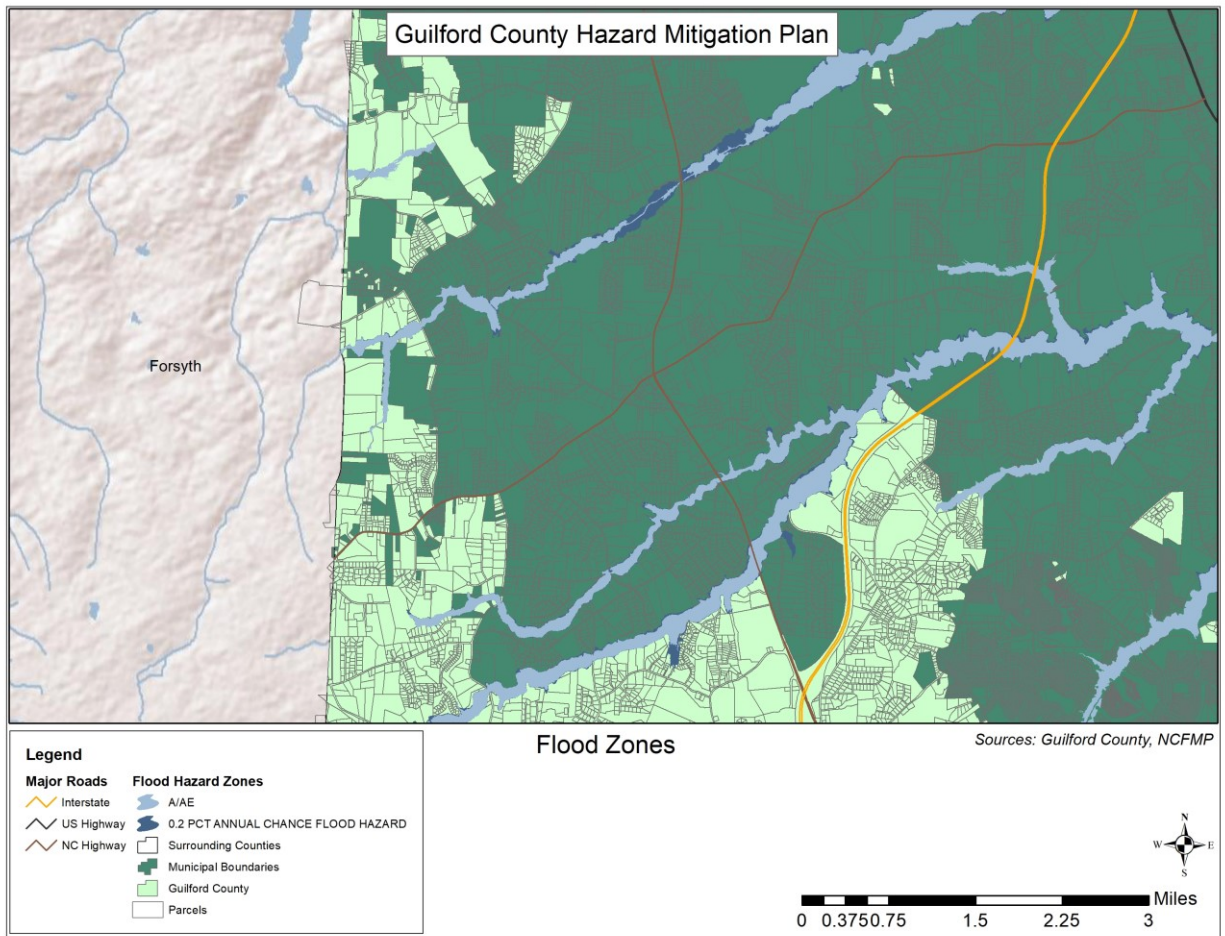 Guilford County Hazard Mitigation Plan
Forsyth
Flood Zones
Sources: Guilford County, NCFMP
Legend
Major Roads
Interstate
US Highway
NC Highway
Flood Hazard Zones
A/AE
0.2 PCT ANNUAL CHANCE FLOOD HAZARD
Surrounding Counties
Municipal Boundaries
Guilford County
Parcels
N
W E
S
Miles
0 0.375 0.75 1.5 2.25 3